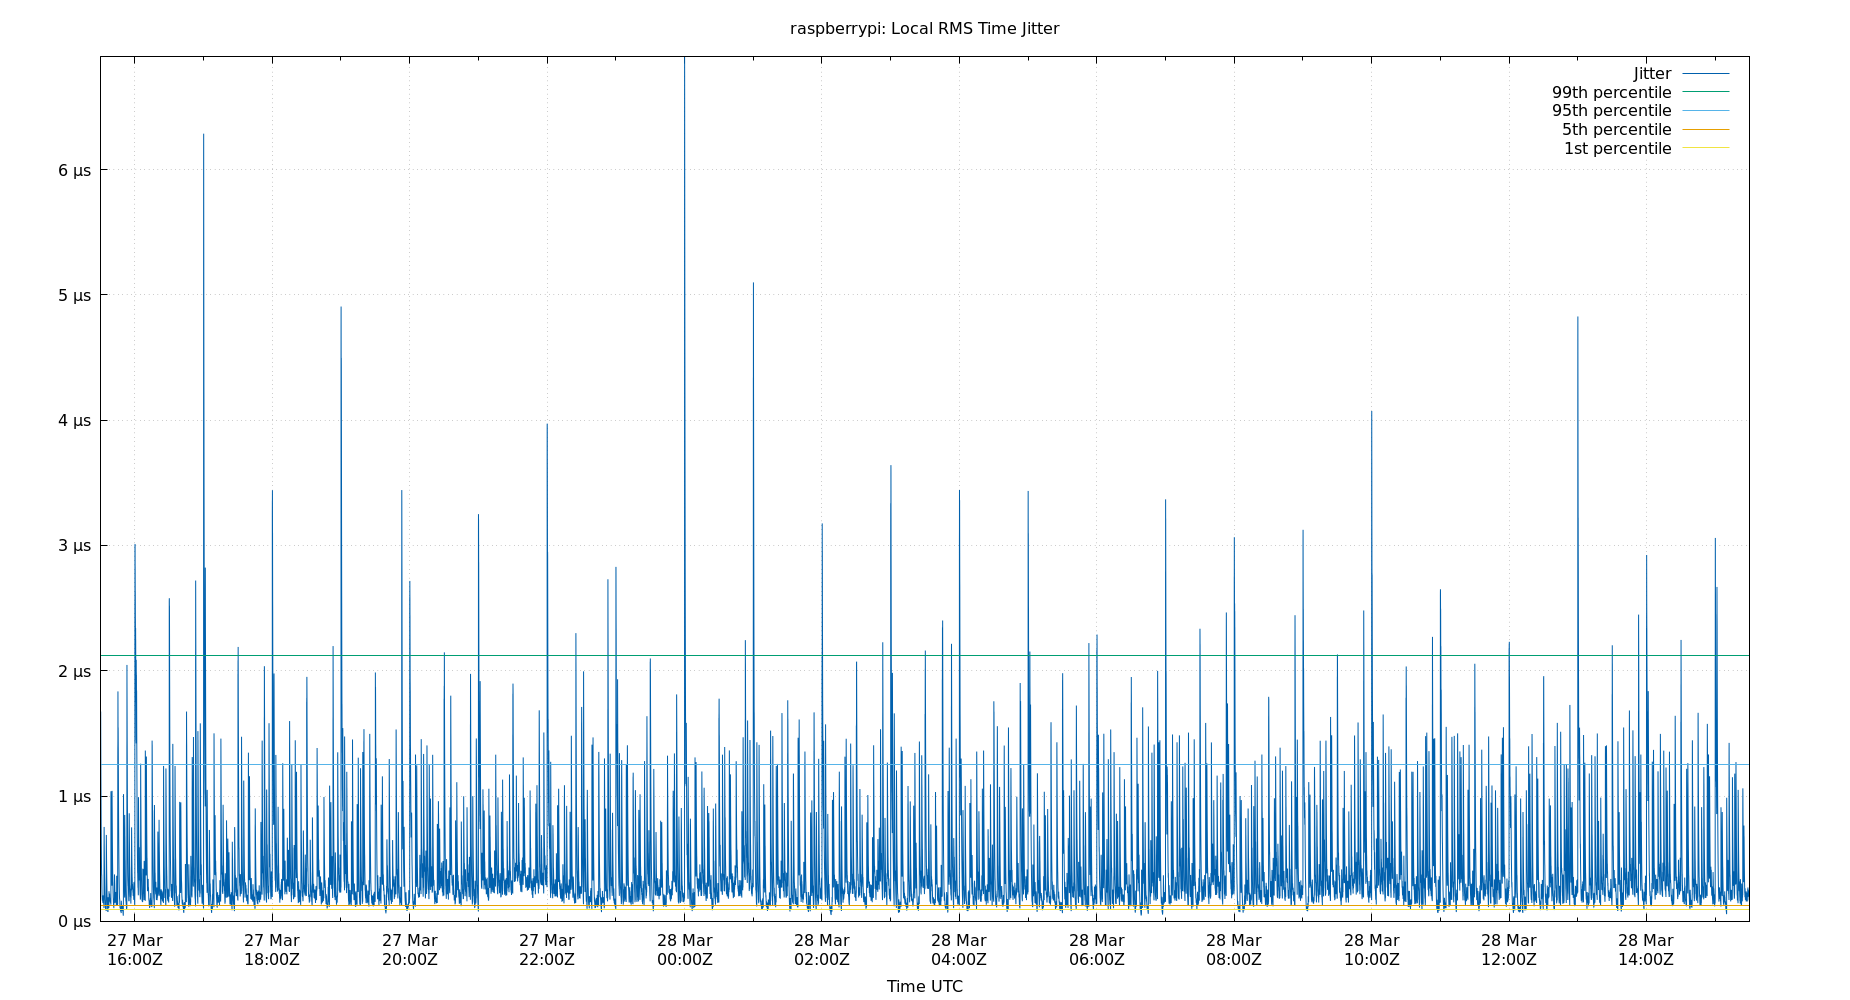 raspberrypi: Local RMS Time Jitter
Jitter
99th percentile
95th percentile
5th percentile
1st percentile
6 µs
5 µs
4 µs
3 µs
2 µs
1 µs
0 µs
27 Mar 27 Mar 27 Mar 27 Mar 28 Mar 28 Mar 28 Mar 28 Mar 28 Mar 28 Mar 28 Mar 28 Mar
16:00Z 18:00Z 20:00Z 22:00Z 00:00Z 02:00Z 04:00Z 06:00Z 08:00Z 10:00Z 12:00Z 14:00Z
Time UTC